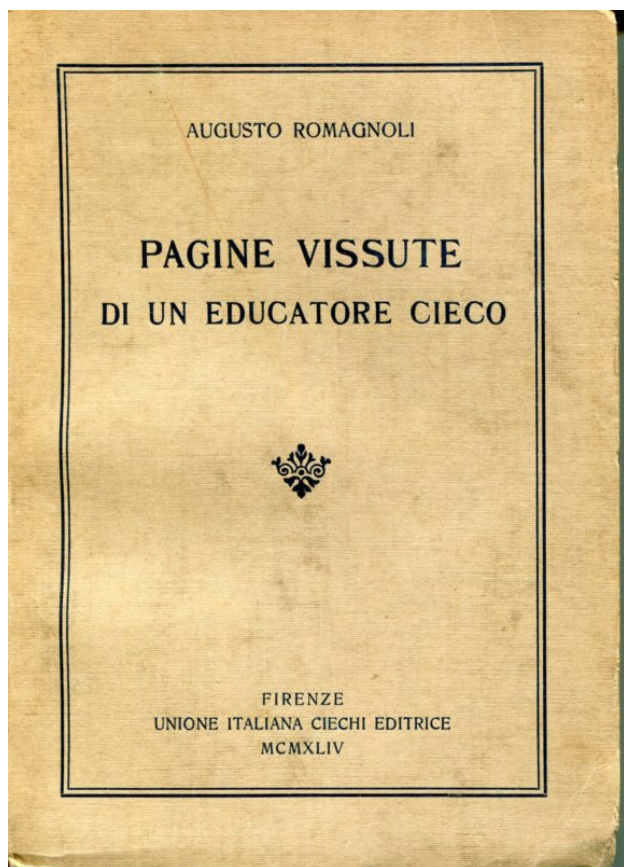 AUGUSTO ROMAGNOLI
PAGINE VISSUTE
DI UN EDUCATORE CIECO
FIRENZE
UNIONE ITALIANA CIECHI EDITRICE
MCMXLIV